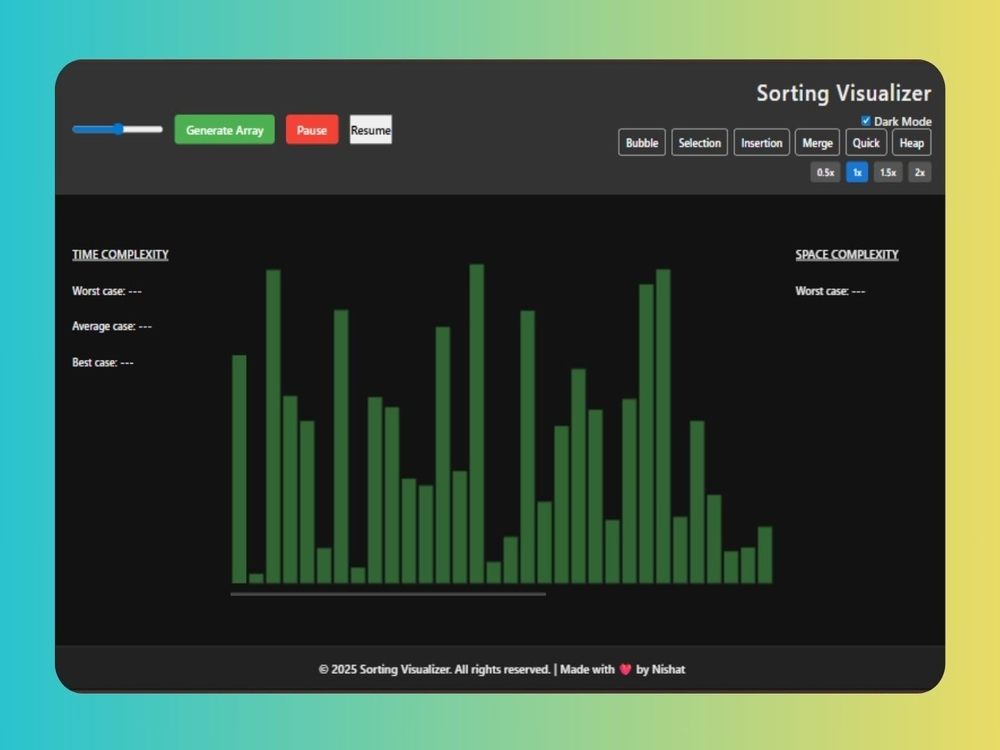 Sorting Visualizer
Generate Array Pause Resume
Dark Mode
Bubble Selection Insertion Merge Quick Heap
0.5x 1x 1.5x 2x
TIME COMPLEXITY
Worst case: ---
Average case: ---
Best case: ---
SPACE COMPLEXITY
Worst case: ---
© 2025 Sorting Visualizer. All rights reserved. | Made with 💗 by Nishat